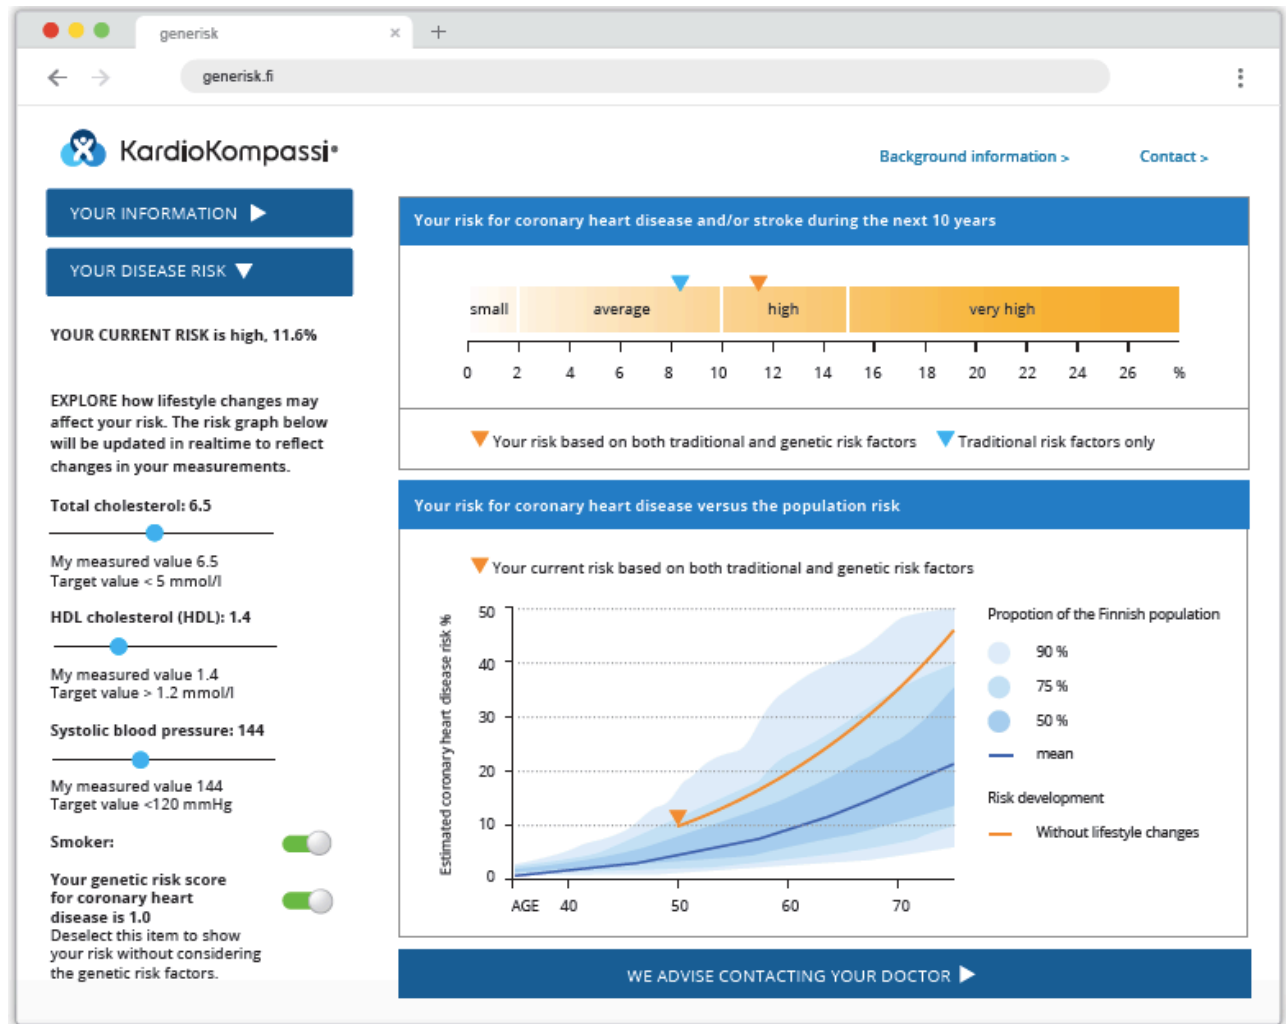 generisk
generisk.fi
KardioKompassi®
Background information >
Contact >
YOUR INFORMATION
YOUR DISEASE RISK
YOUR CURRENT RISK is high, 11.6%
EXPLORE how lifestyle changes may
affect your risk. The risk graph below
will be updated in realtime to reflect
changes in your measurements.
Total cholesterol: 6.5
My measured value 6.5
Target value < 5 mmol/l
HDL cholesterol (HDL): 1.4
My measured value 1.4
Target value > 1.2 mmol/l
Systolic blood pressure: 144
My measured value 144
Target value <120 mmHg
Smoker:
Your genetic risk score
for coronary heart
disease is 1.0
Deselect this item to show
your risk without considering
the genetic risk factors.
Your risk for coronary heart disease and/or stroke during the next 10 years
small average high very high
0 2 4 6 8 10 12 14 16 18 20 22 24 26 %
Your risk based on both traditional and genetic risk factors
Traditional risk factors only
Your risk for coronary heart disease versus the population risk
Your current risk based on both traditional and genetic risk factors
Estimated coronary heart disease risk %
50
40
30
20
10
0
AGE 40 50 60 70
Propotion of the Finnish population
90 %
75 %
50 %
mean
Risk development
Without lifestyle changes
WE ADVISE CONTACTING YOUR DOCTOR